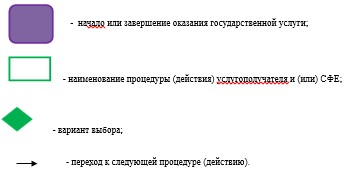 - начало или завершение оказания государственной услуги;
- наименование процедуры (действия) услугополучателя и (или) СФЕ;
- вариант выбора;
- переход к следующей процедуре (действию).